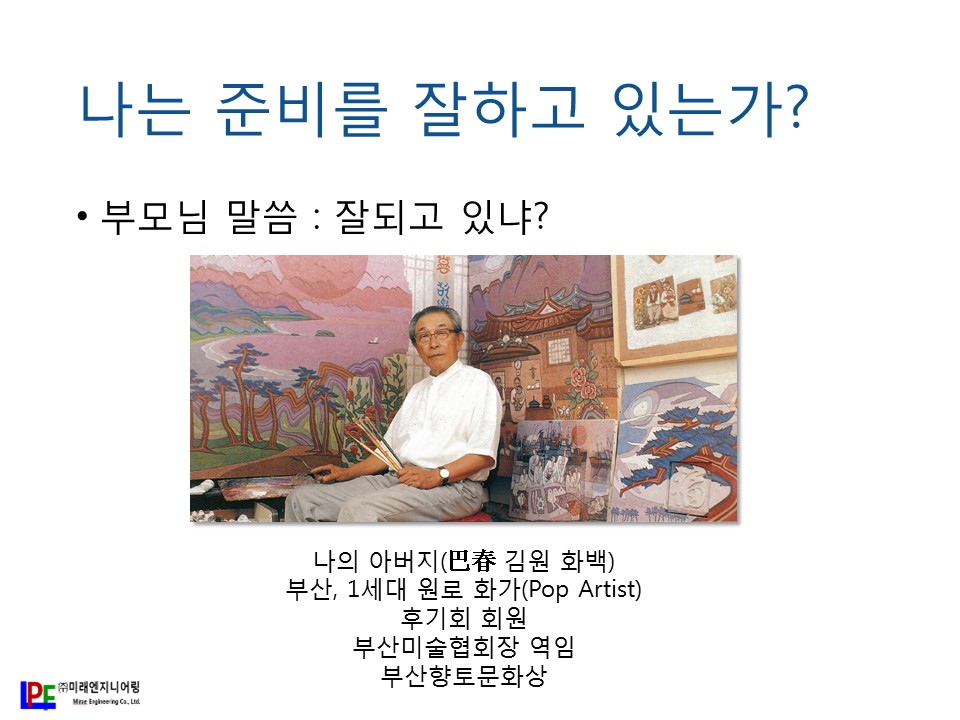 나는 준비를 잘하고 있는가?
• 부모님 말씀 : 잘되고 있냐?
나의 아버지(巴春 김원 화백)
부산, 1세대 원로 화가(Pop Artist)
후기회 회원
부산미술협회장 역임
부산향토문화상
LPE ㈜미래엔지니어링
Mirae Engineering Co., Ltd.